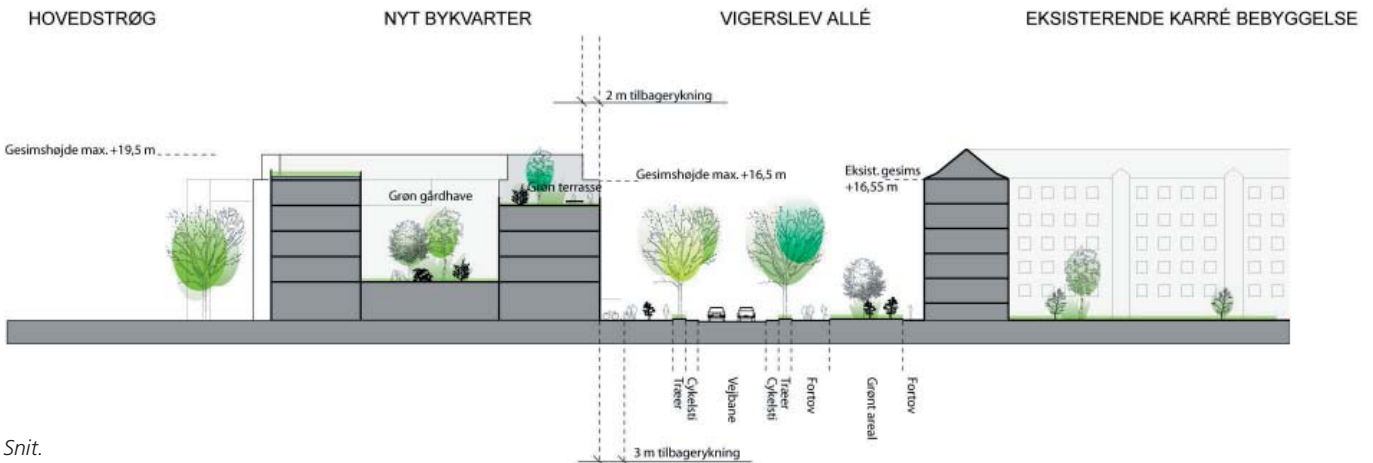 HOVEDSTRØG
NYT BYKVARTER
VIGERSLEV ALLÉ
EKSISTERENDE KARRÉ BEBYGGELSE
2 m tilbagerykning
Gesimshøjde max. +19,5 m
Gesimshøjde max. +16,5 m
Eksist. gesims
+16,55 m
Grøn gårdhave
Grøn terrasse
Træer
Cykelsti
Vejbane
Cykelsti
Træer
Fortov
Grønt areal
Fortov
3 m tilbagerykning
Snit.